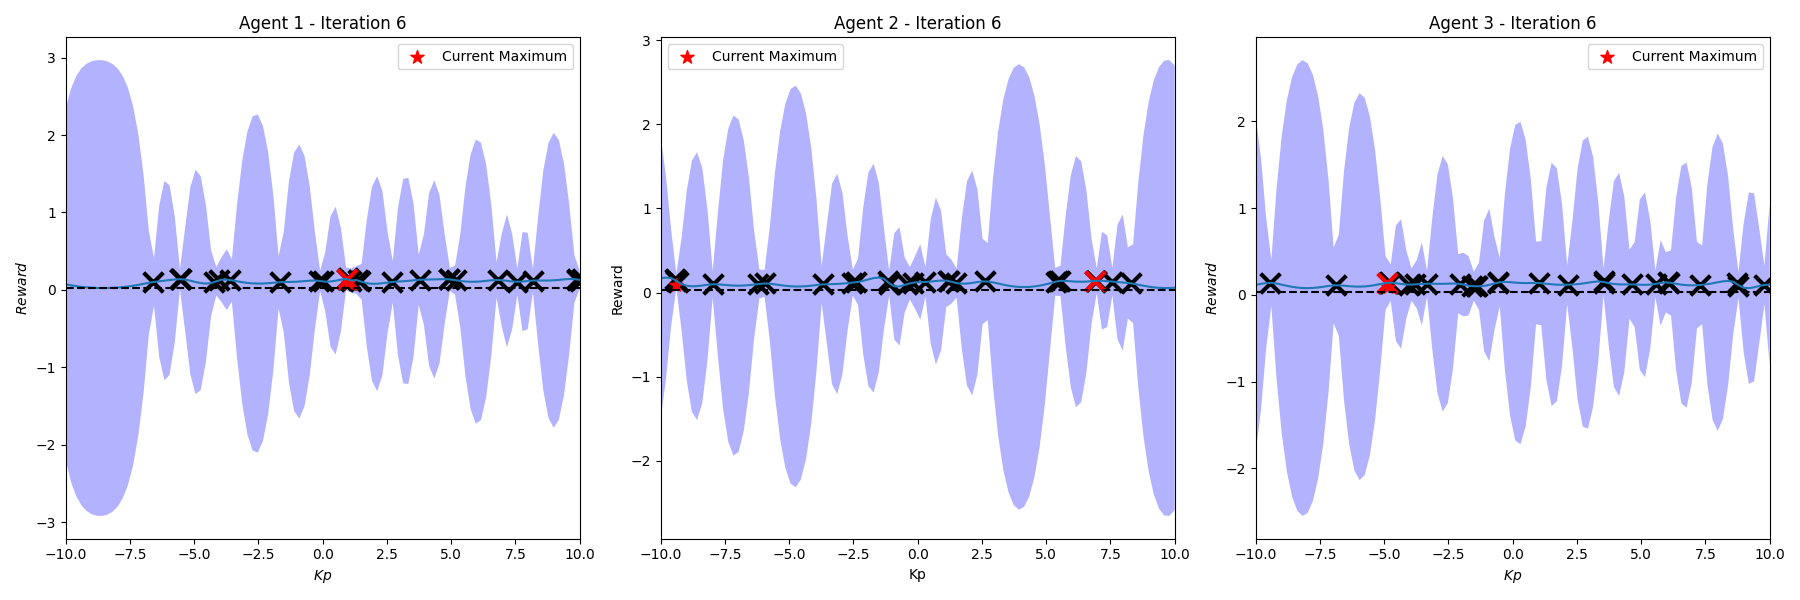 Agent 1 - Iteration 6
Reward
3
2
1
0
−1
−2
−3
Current Maximum
−10.0 −7.5 −5.0 −2.5 0.0 2.5 5.0 7.5 10.0
Kp
Agent 2 - Iteration 6
Reward
3
2
1
0
−1
−2
Current Maximum
−10.0 −7.5 −5.0 −2.5 0.0 2.5 5.0 7.5 10.0
Kp
Agent 3 - Iteration 6
Reward
2
1
0
−1
−2
Current Maximum
−10.0 −7.5 −5.0 −2.5 0.0 2.5 5.0 7.5 10.0
Kp